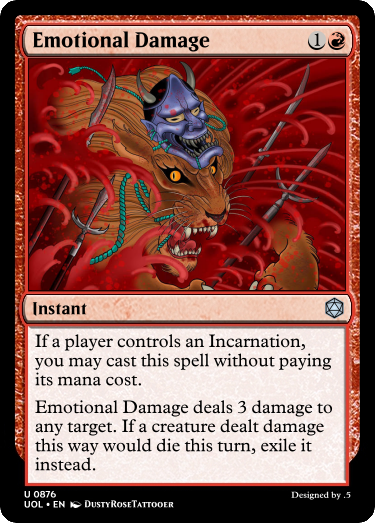 Emotional Damage 1
Instant
If a player controls an Incarnation,
you may cast this spell without paying
its mana cost.
Emotional Damage deals 3 damage to
any target. If a creature dealt damage
this way would die this turn, exile it
instead.
U 0876
UOL • EN DustyRoseTattooer
Designed by .5